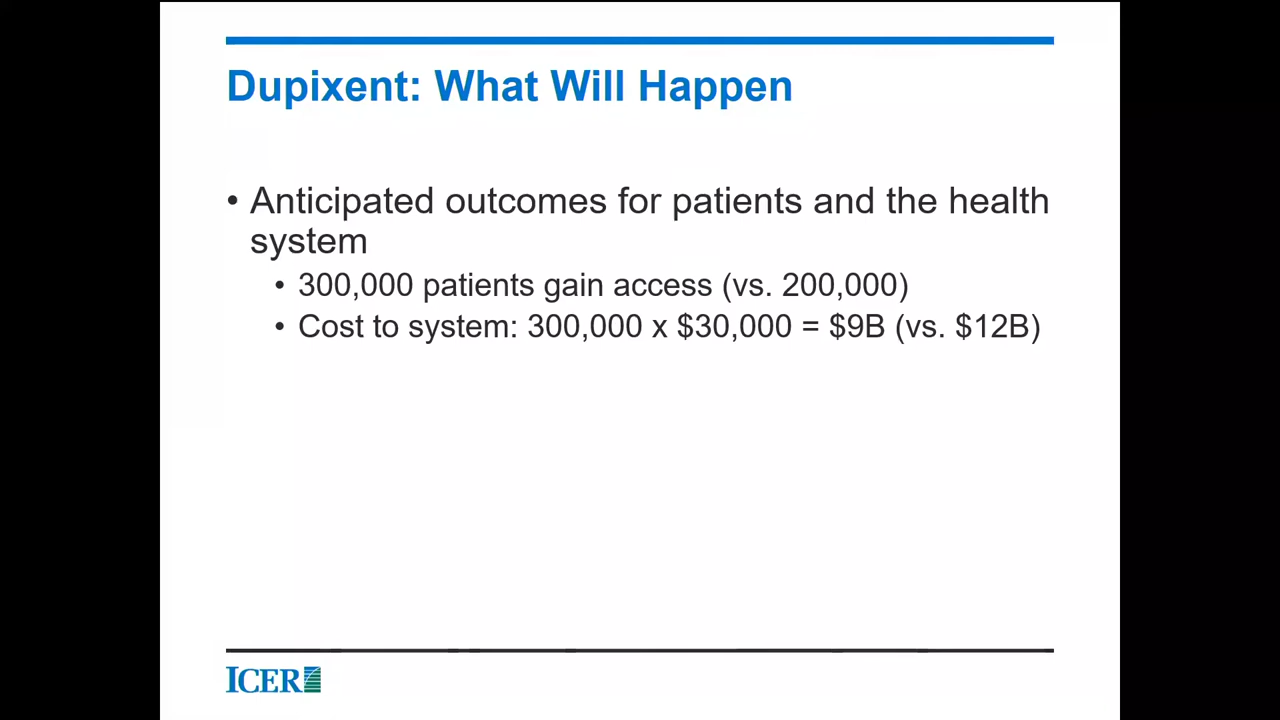 Dupixent: What Will Happen
• Anticipated outcomes for patients and the health
system
• 300,000 patients gain access (vs. 200,000)
• Cost to system: 300,000 x $30,000 = $9B (vs. $12B)
ICER